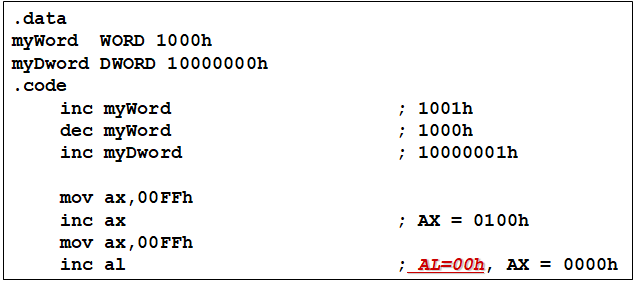 .data
myWord WORD 1000h
myDword DWORD 10000000h
.code
inc myWord ; 1001h
dec myWord ; 1000h
inc myDword ; 10000001h
mov ax,00FFh
inc ax ; AX = 0100h
mov ax,00FFh
inc al ; AL=00h, AX = 0000h